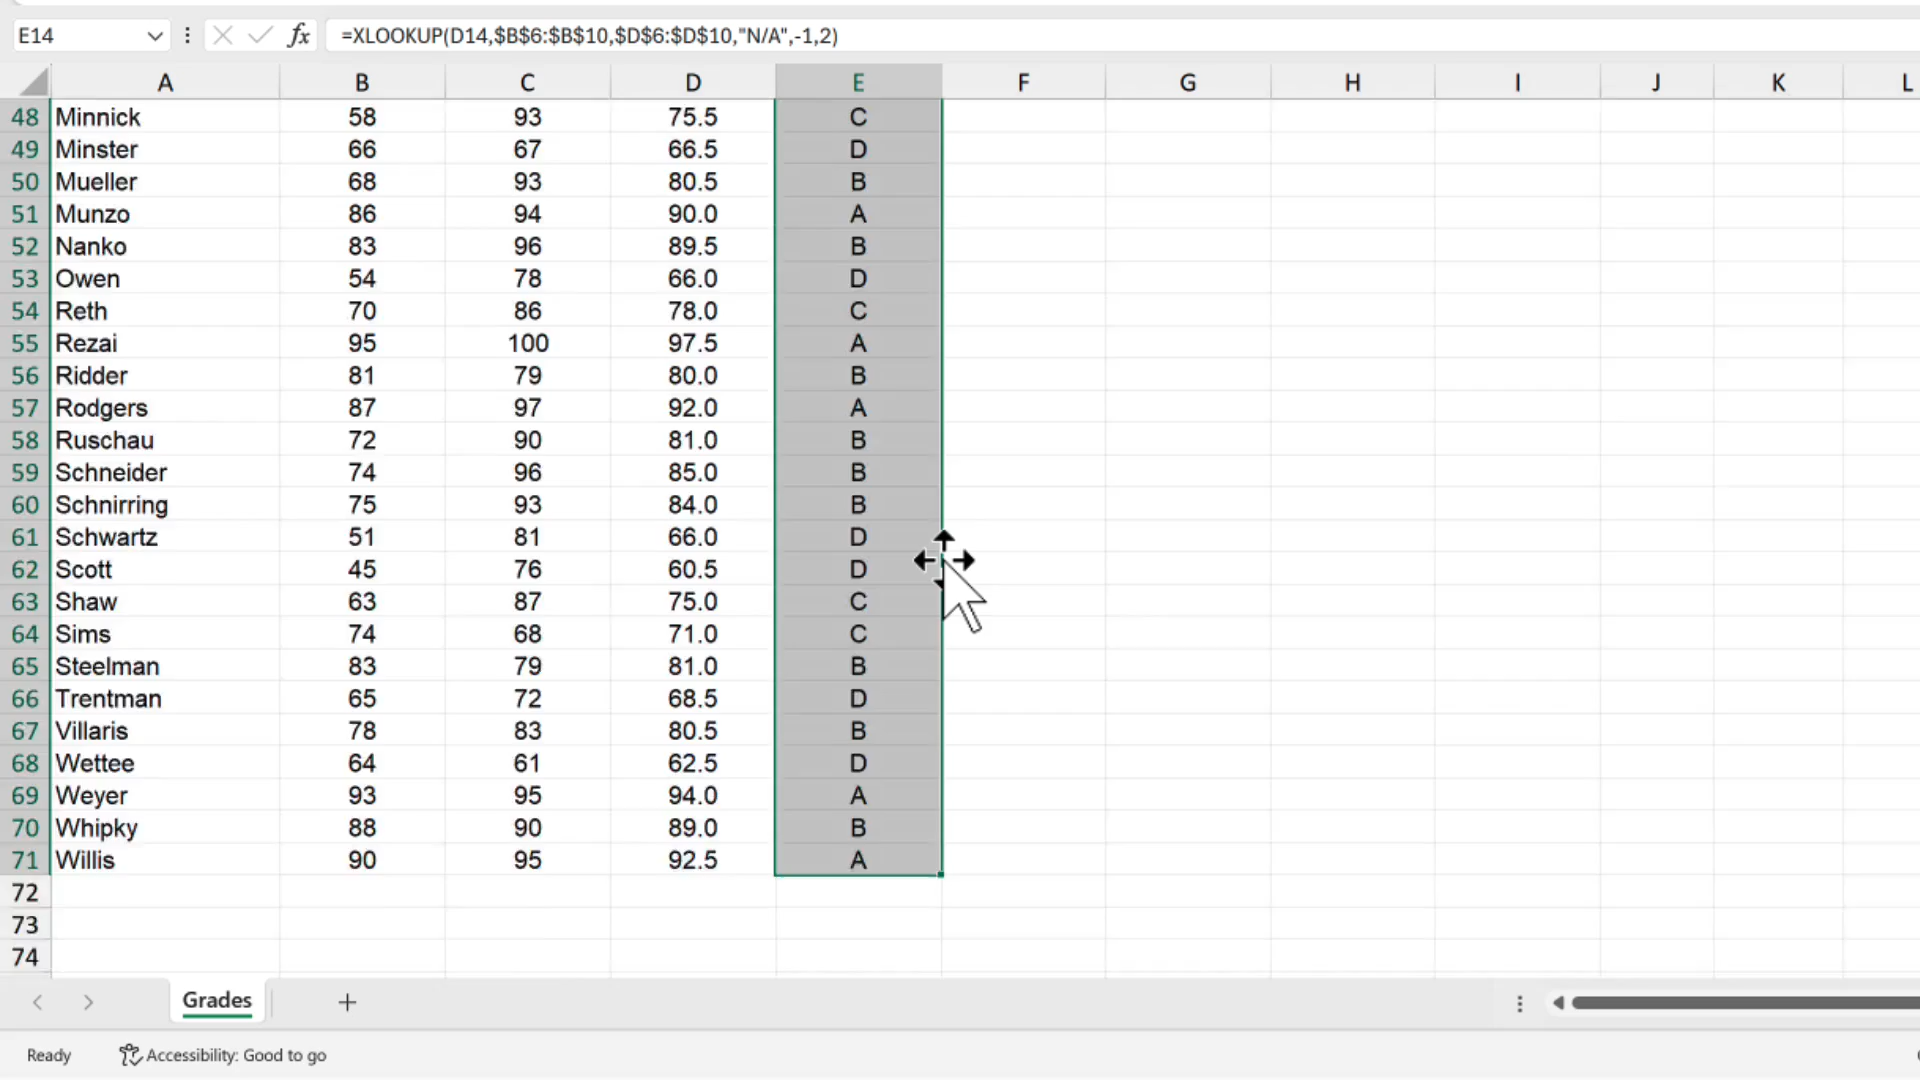 E14 fx =XLOOKUP(D14,$B$6:$B$10,$D$6:$D$10,"N/A",-1,2)
A B C D E F G H I J K L
48 Minnick 58 93 75.5 C
49 Minster 66 67 66.5 D
50 Mueller 68 93 80.5 B
51 Munzo 86 94 90.0 A
52 Nanko 83 96 89.5 B
53 Owen 54 78 66.0 D
54 Reth 70 86 78.0 C
55 Rezai 95 100 97.5 A
56 Ridder 81 79 80.0 B
57 Rodgers 87 97 92.0 A
58 Ruschau 72 90 81.0 B
59 Schneider 74 96 85.0 B
60 Schnirring 75 93 84.0 B
61 Schwartz 51 81 66.0 D
62 Scott 45 76 60.5 D
63 Shaw 63 87 75.0 C
64 Sims 74 68 71.0 C
65 Steelman 83 79 81.0 B
66 Trentman 65 72 68.5 D
67 Villaris 78 83 80.5 B
68 Wettee 64 61 62.5 D
69 Weyer 93 95 94.0 A
70 Whipky 88 90 89.0 B
71 Willis 90 95 92.5 A
72
73
74
Grades
Ready Accessibility: Good to go